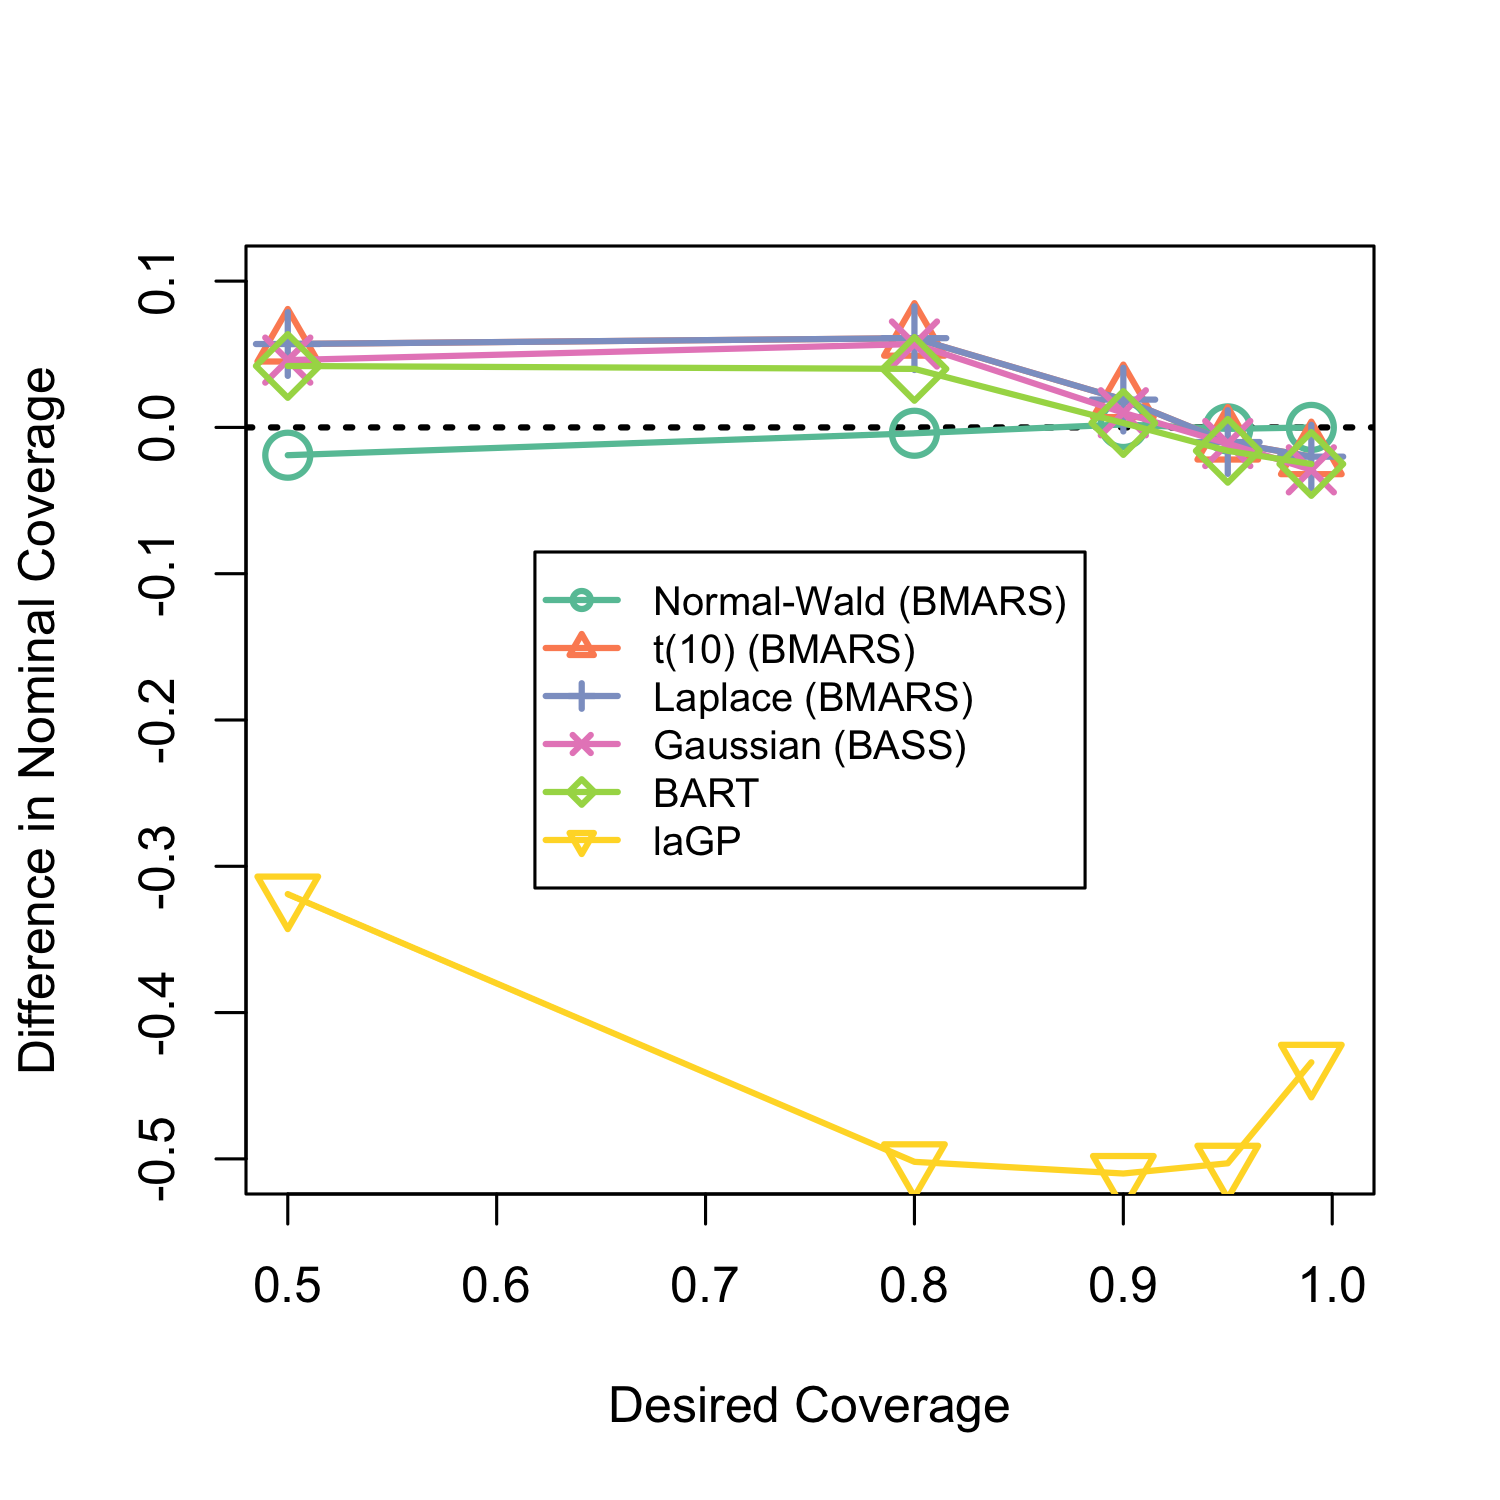 Difference in Nominal Coverage
0.1
0.0
-0.1
-0.2
-0.3
-0.4
-0.5
Normal-Wald (BMARS)
t(10) (BMARS)
Laplace (BMARS)
Gaussian (BASS)
BART
laGP
0.5 0.6 0.7 0.8 0.9 1.0
Desired Coverage